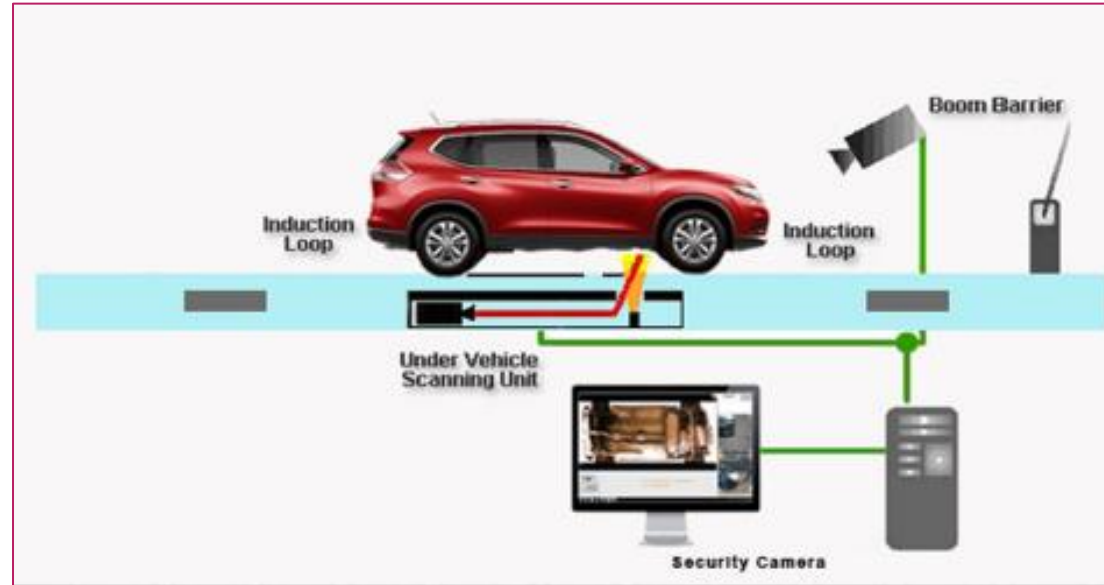 Boom Barrier
Induction
Loop
Induction
Loop
Under Vehicle
Scanning Unit
Security Camera